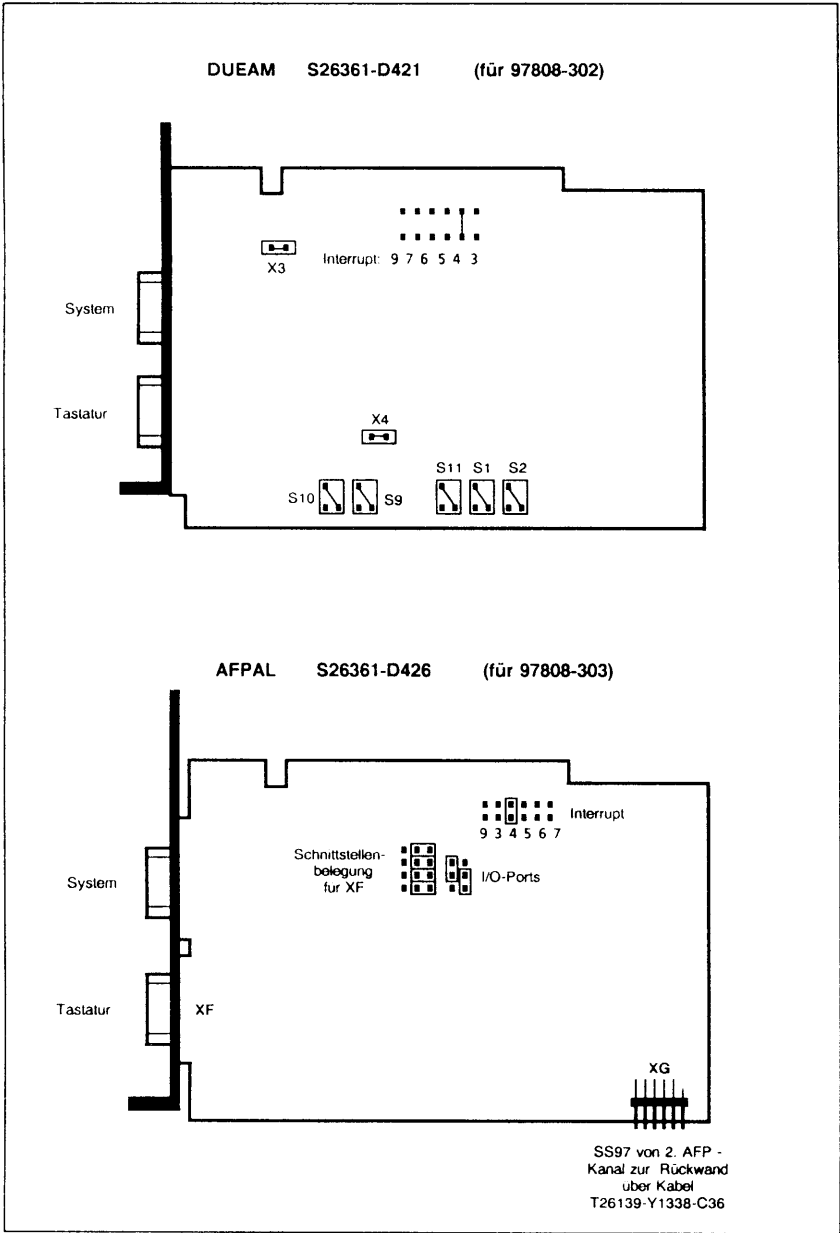 DUEAM S26361-D421 (für 97808-302)
X3
Interrupt: 9 7 6 5 4 3
System
Tastatur
X4
S10 S9 S11 S1 S2
AFPAL S26361-D426 (für 97808-303)
Interrupt
9 3 4 5 6 7
Schnittstellen-
belegung
fur XF
I/O-Ports
System
Tastatur XF
XG
SS97 von 2. AFP -
Kanal zur Rückwand
über Kabel
T26139-Y1338-C36